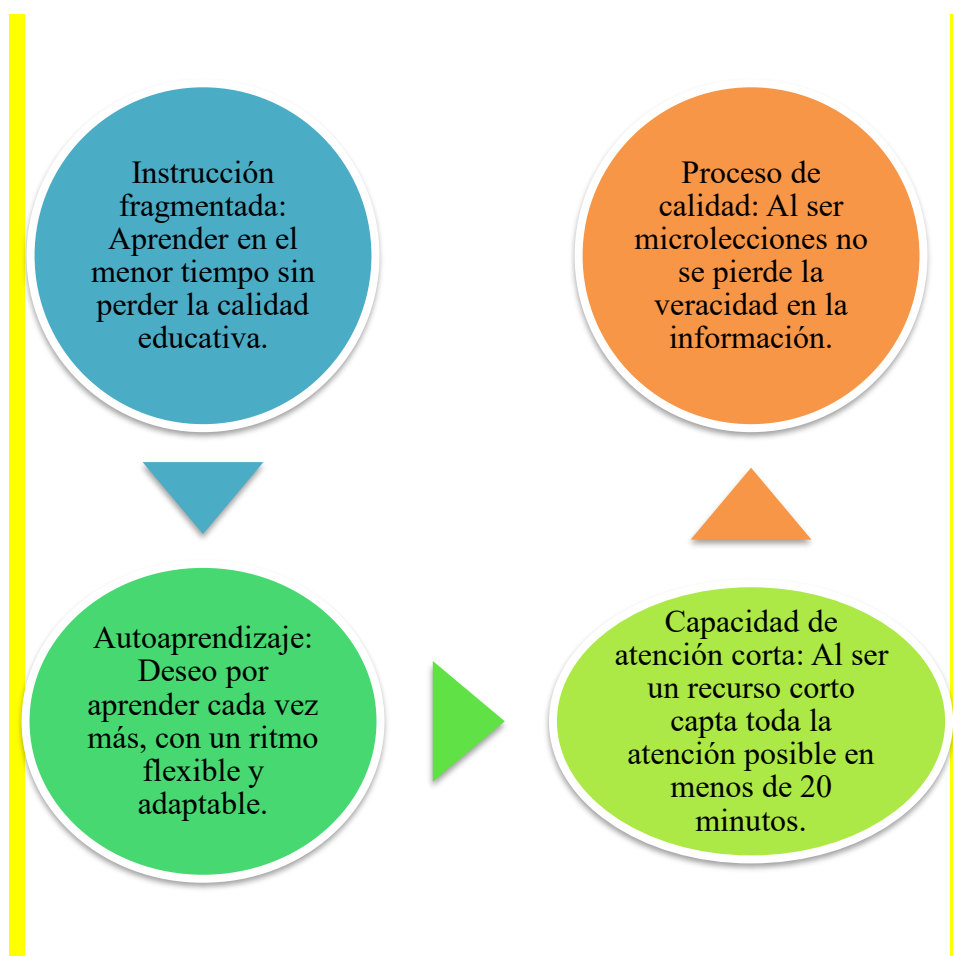 Instrucción
fragmentada:
Aprender en el
menor tiempo sin
perder la calidad
educativa.
Autoaprendizaje:
Deseo por
aprender cada vez
más, con un ritmo
flexible y
adaptable.
Capacidad de
atención corta: Al ser
un recurso corto
capta toda la
atención posible en
menos de 20
minutos.
Proceso de
calidad: Al ser
microlecciones no
se pierde la
veracidad en la
información.